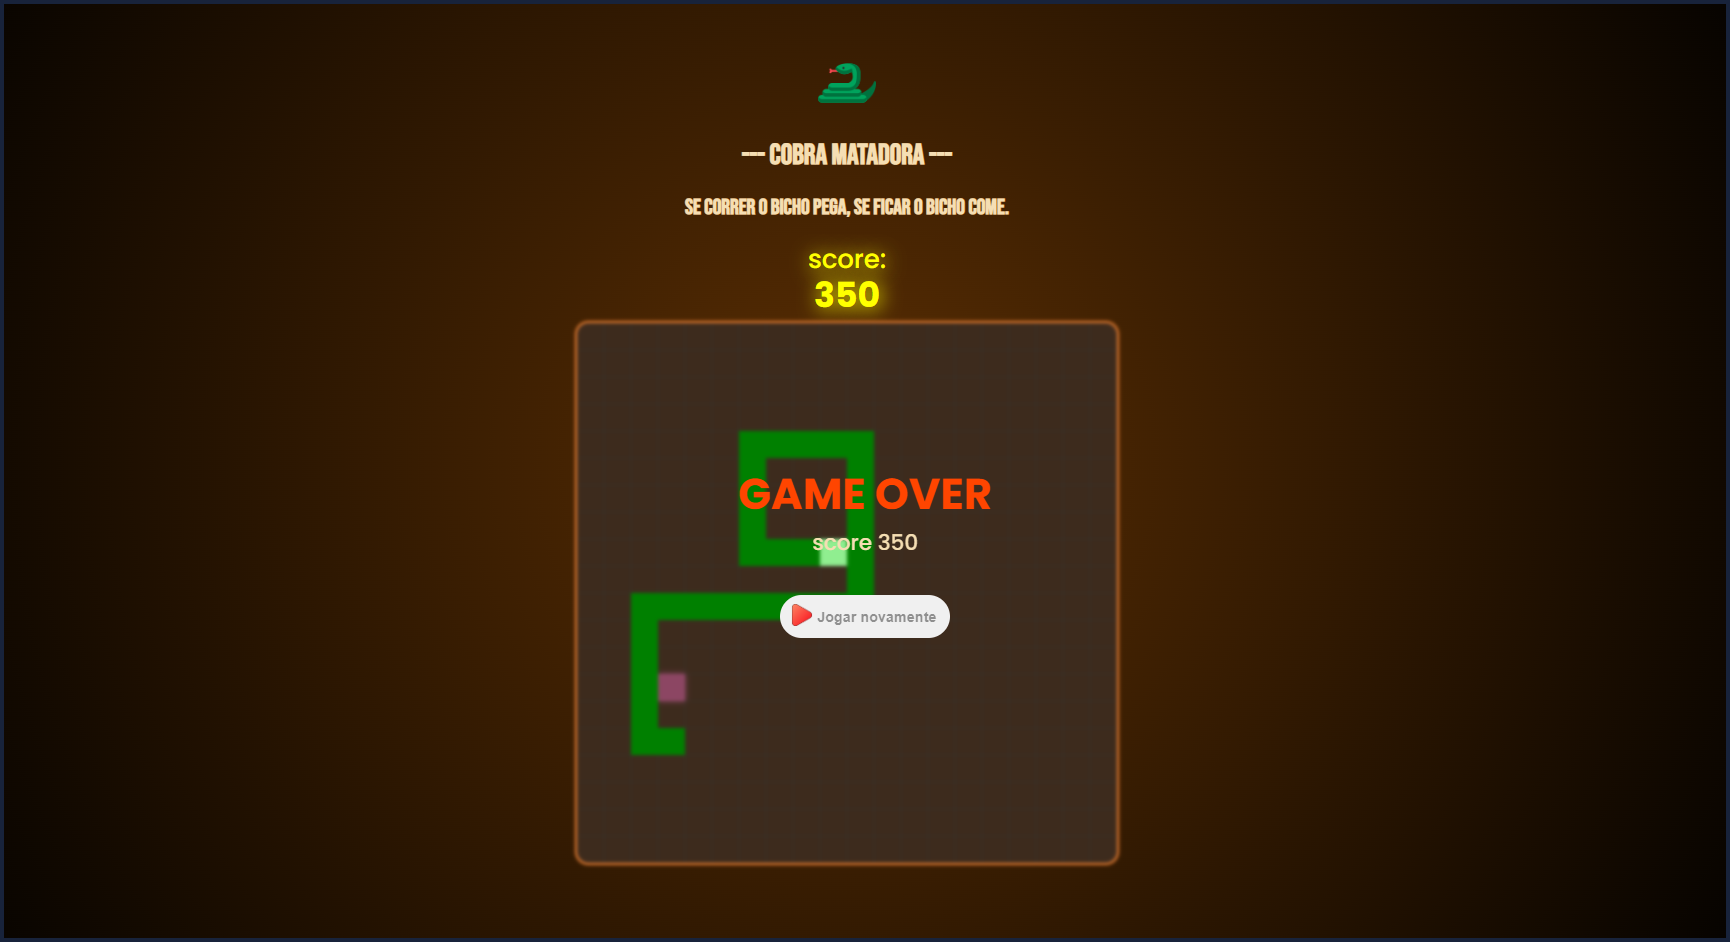 --- COBRA MATADORA ---
SE CORRER O BICHO PEGA, SE FICAR O BICHO COME.
score:
350
GAME OVER
score 350
Jogar novamente